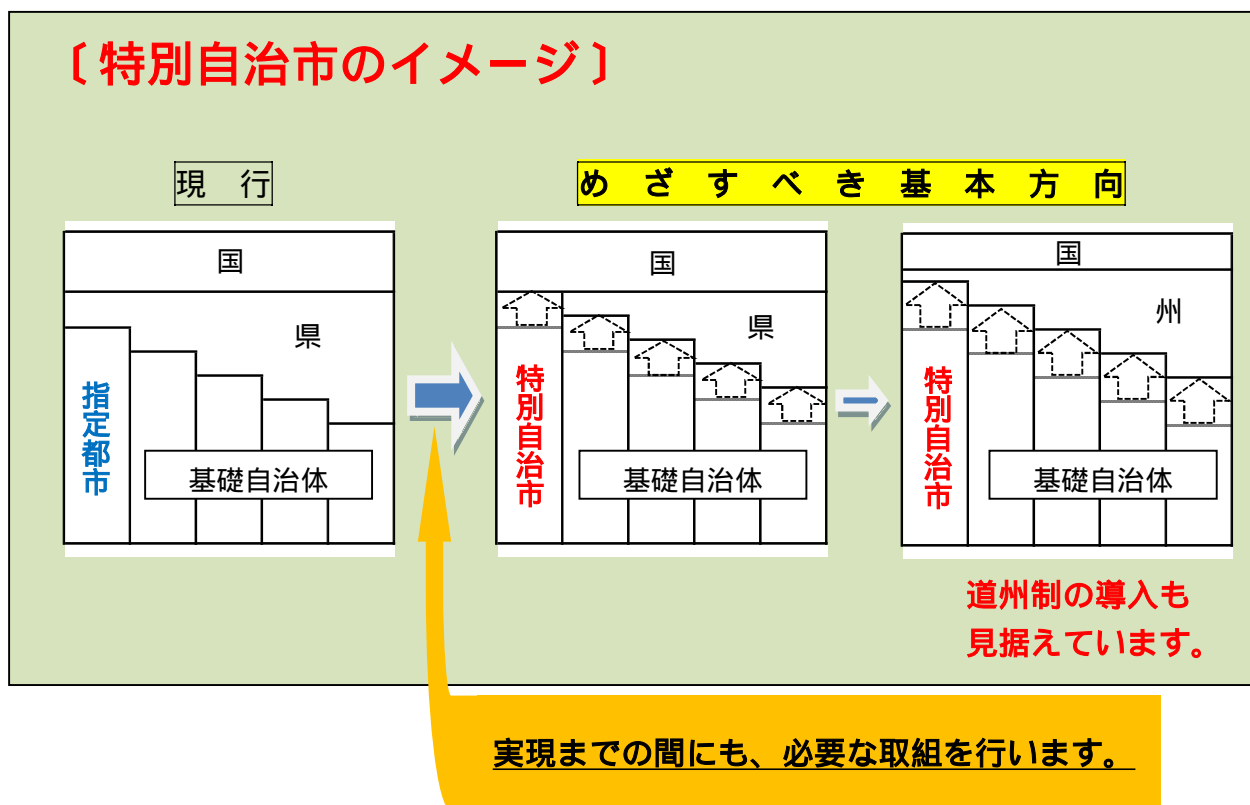 〔特別自治市のイメージ〕
現 行
めざすべき基本方向
国
県
指定都市
基礎自治体
国
県
特別自治市
基礎自治体
国
州
特別自治市
基礎自治体
道州制の導入も
見据えています。
実現までの間にも、必要な取組を行います。